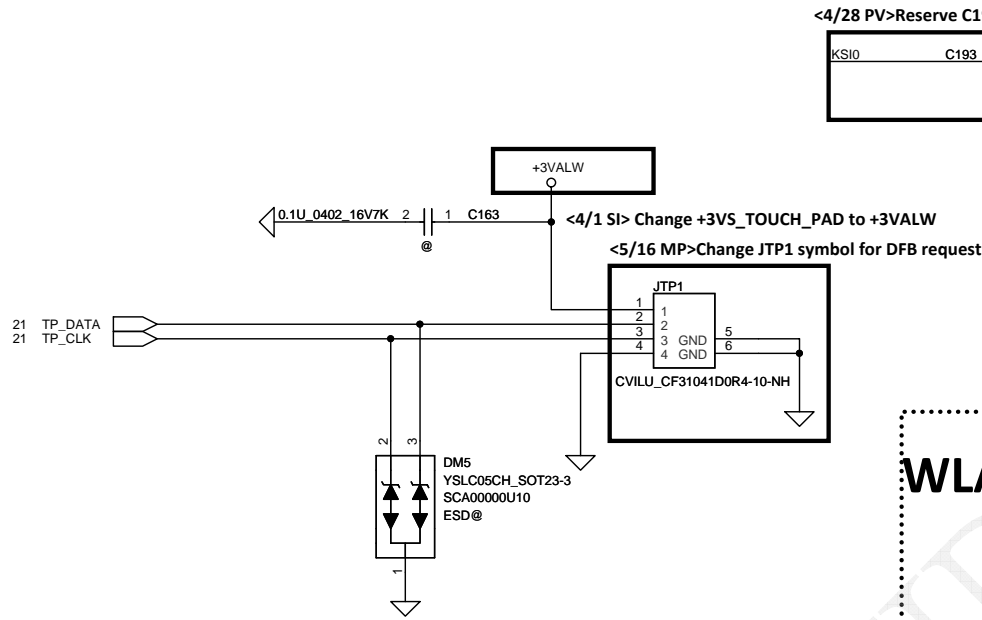 <4/28 PV>Reserve C1
KSI0 C193
+3VALW
0.1U_0402_16V7K 2 1 C163
@
<4/1 SI> Change +3VS_TOUCH_PAD to +3VALW
<5/16 MP>Change JTP1 symbol for DFB request
JTP1
1 1
2 2
3 3 GND 5
4 4 GND 6
CVILU_CF31041D0R4-10-NH
21 TP_DATA
21 TP_CLK
2 3
DM5
YSLC05CH_SOT23-3
SCA00000U10
ESD@
1
WLA